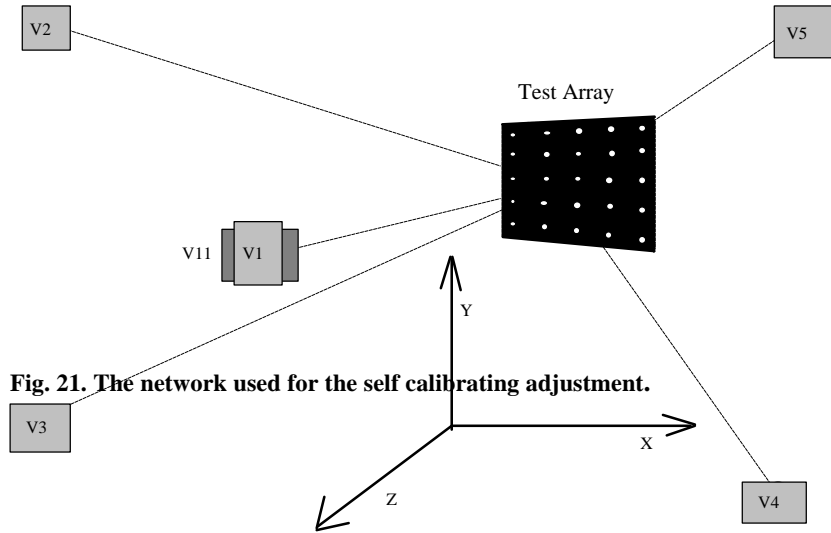 V2
V5
Test Array
V11
V1
Y
Fig. 21. The network used for the self calibrating adjustment.
V3
X
Z
V4